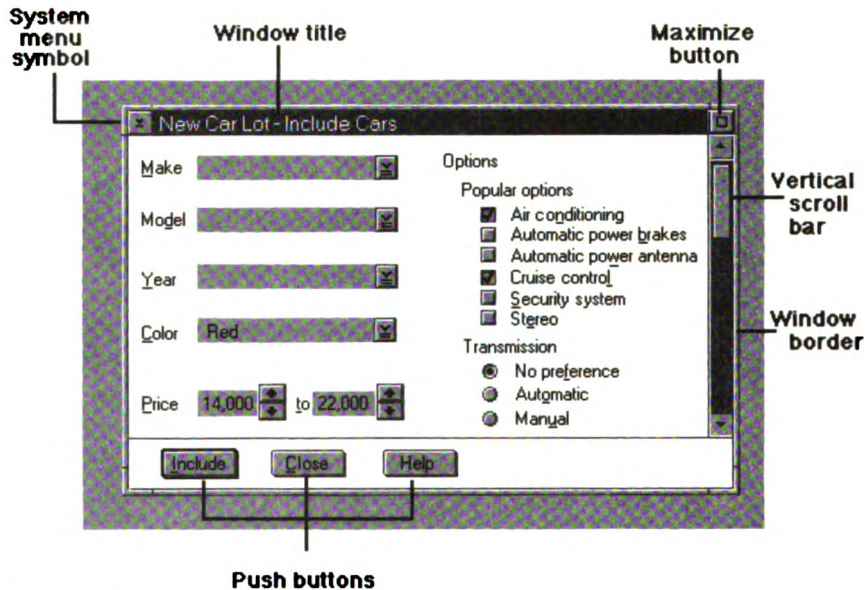 System
menu
symbol
Window title
Maximize
button
New Car Lot - Include Cars
Make
Model
Year
Color Red
Price 14,000 to 22,000
Options
Popular options
Air conditioning
Automatic power brakes
Automatic power antenna
Cruise control
Security system
Stereo
Transmission
No preference
Automatic
Manual
Vertical
scroll
bar
Window
border
Include Close Help
Push buttons